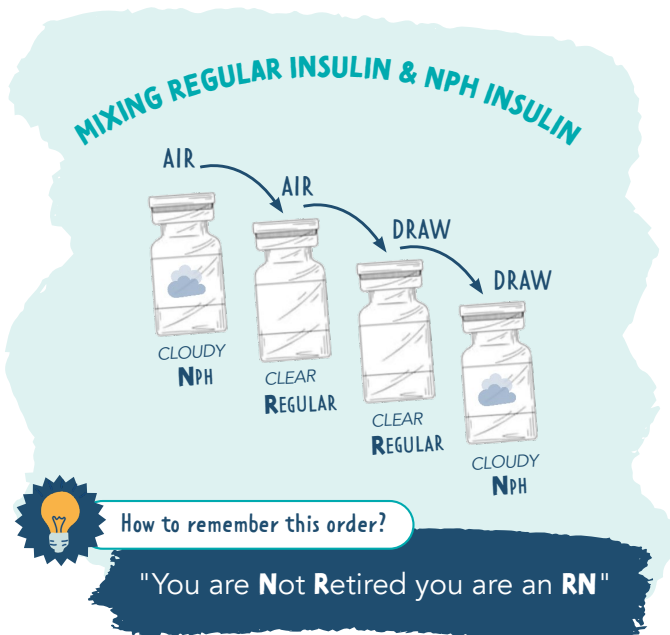 MIXING REGULAR INSULIN & NPH INSULIN
AIR
AIR
DRAW
DRAW
CLOUDY
NPH
CLEAR
REGULAR
CLEAR
REGULAR
CLOUDY
NPH
How to remember this order?
"You are Not Retired you are an RN"